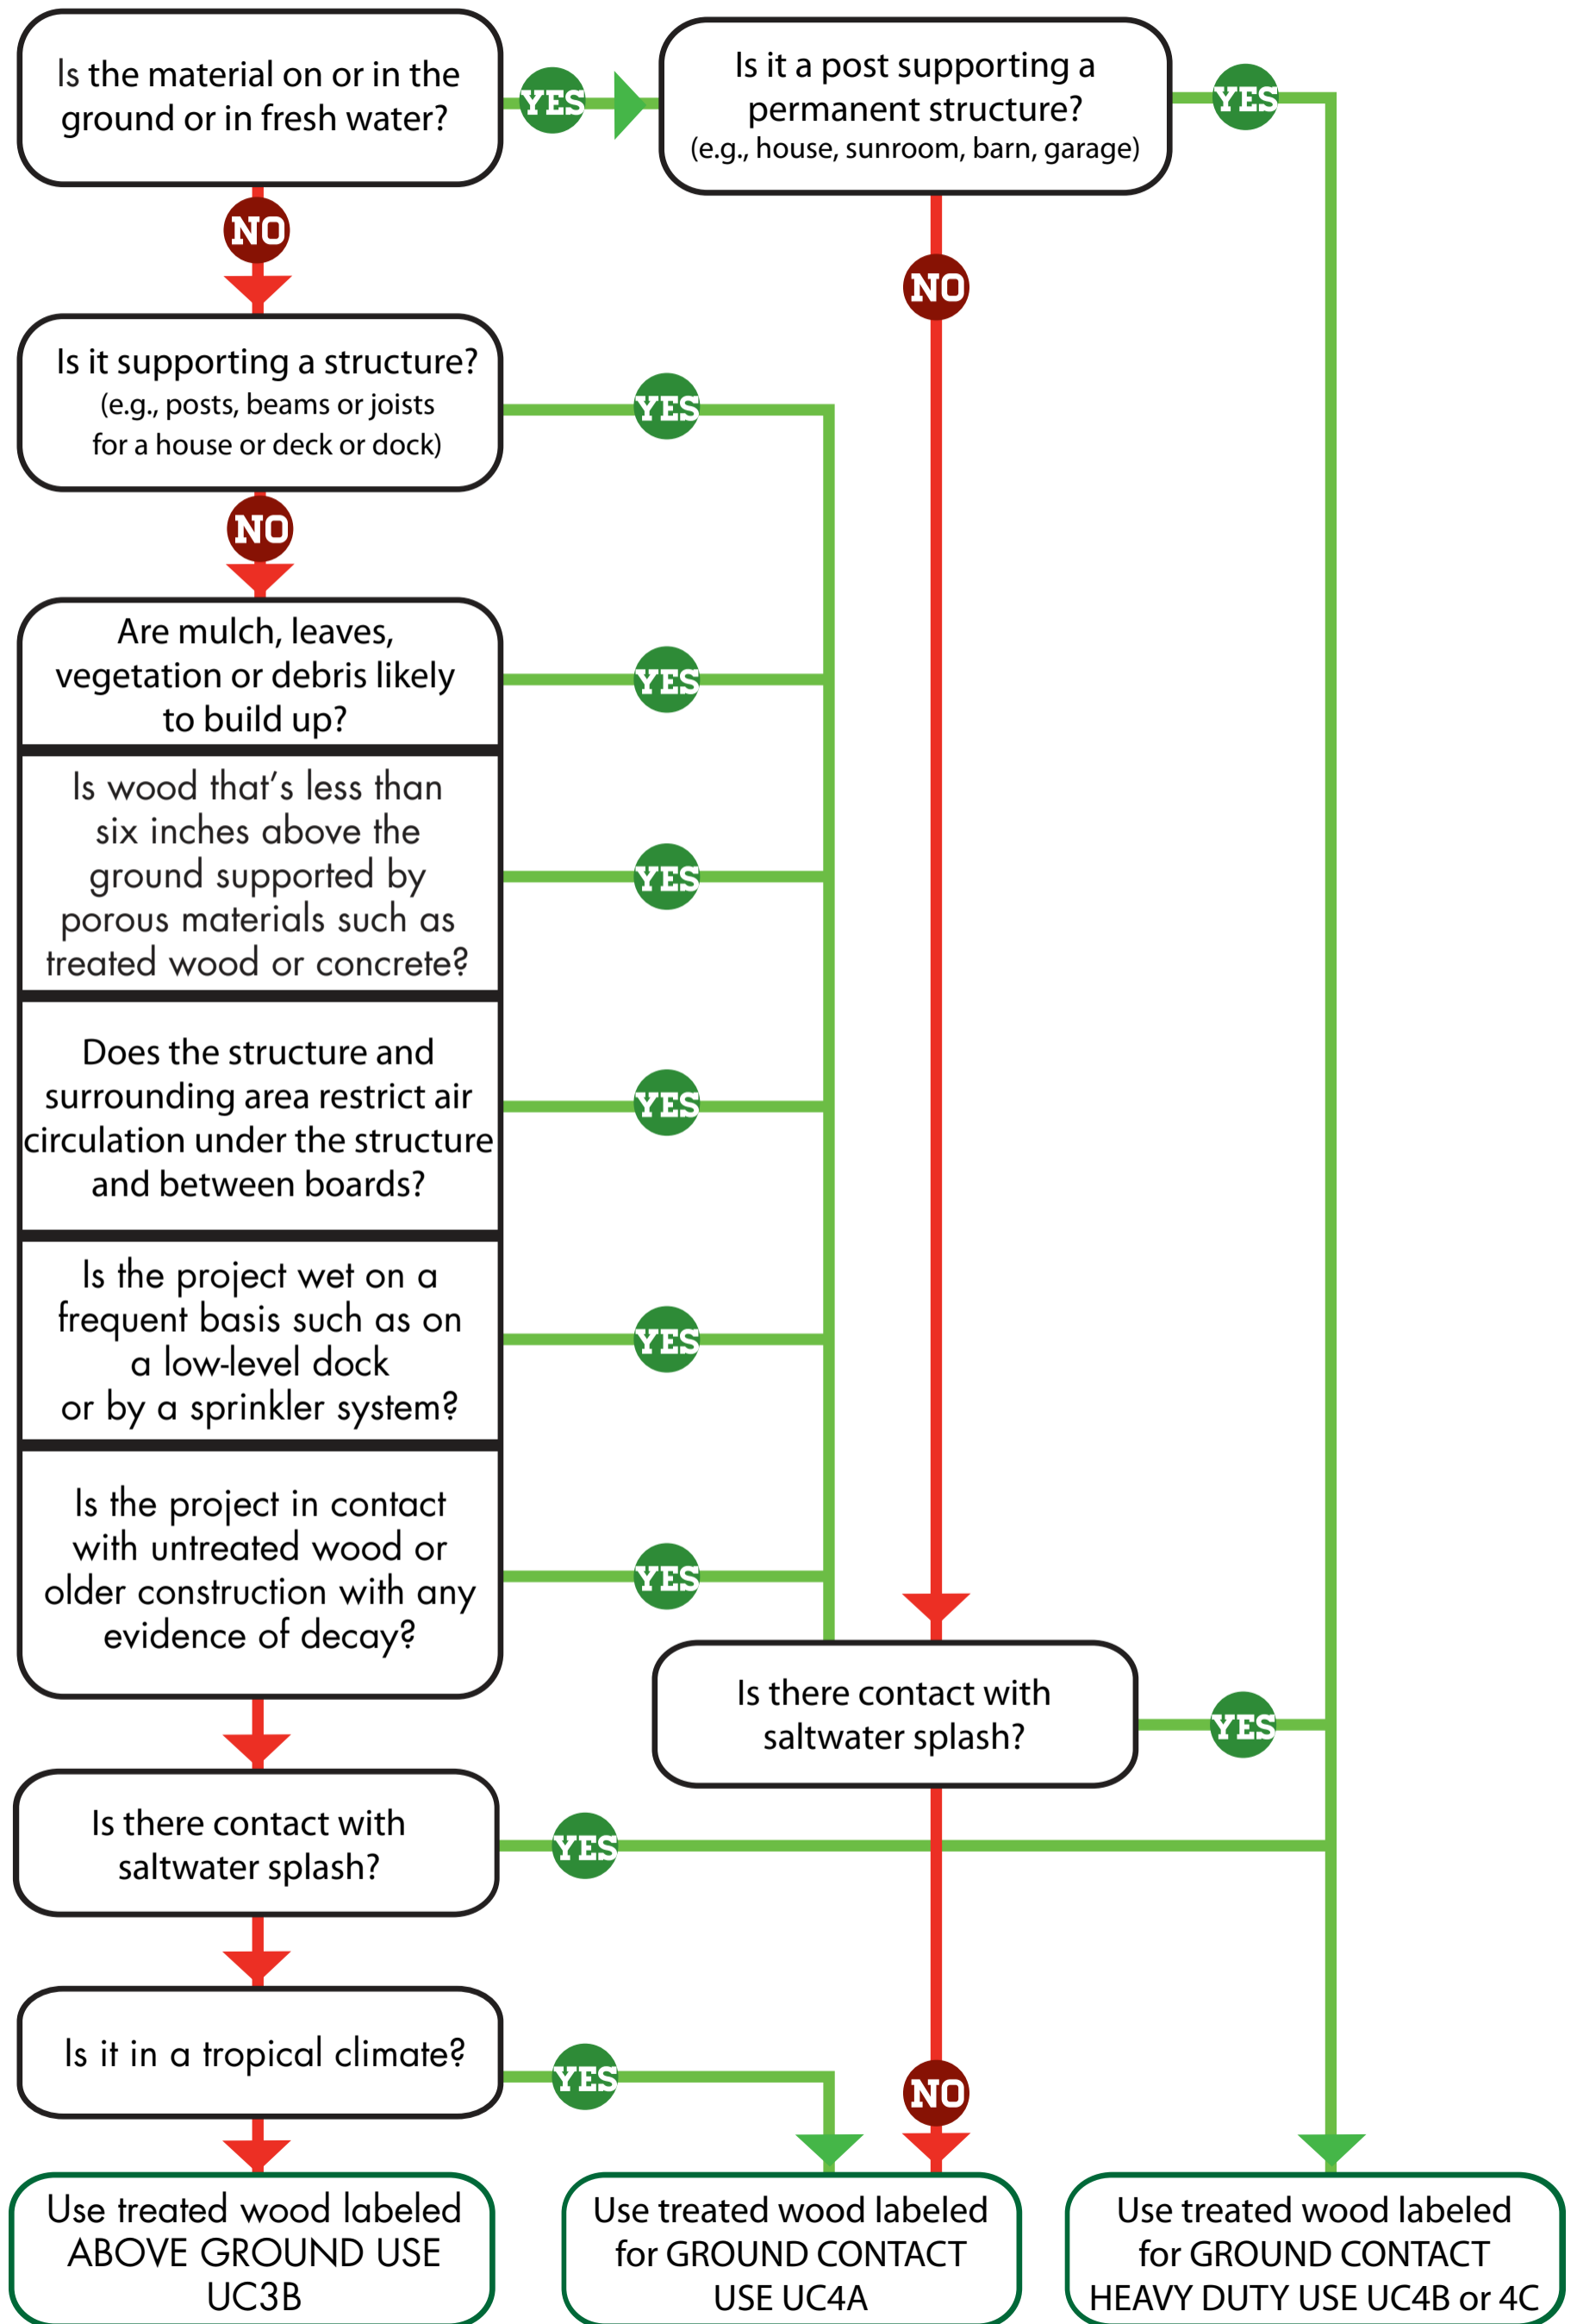 Is the material on or in the
ground or in fresh water?
YES
Is it a post supporting a
permanent structure?
(e.g., house, sunroom, barn, garage)
YES
NO
NO
Is it supporting a structure?
(e.g., posts, beams or joists
for a house or deck or dock)
YES
NO
Are mulch, leaves,
vegetation or debris likely
to build up?
YES
Is wood that's less than
six inches above the
ground supported by
porous materials such as
treated wood or concrete?
YES
Does the structure and
surrounding area restrict air
circulation under the structure
and between boards?
YES
Is the project wet on a
frequent basis such as on
a low-level dock
or by a sprinkler system?
YES
Is the project in contact
with untreated wood or
older construction with any
evidence of decay?
YES
Is there contact with
saltwater splash?
YES
Is there contact with
saltwater splash?
YES
Is it in a tropical climate?
YES
NO
Use treated wood labeled
ABOVE GROUND USE
UC3B
Use treated wood labeled
for GROUND CONTACT
USE UC4A
Use treated wood labeled
for GROUND CONTACT
HEAVY DUTY USE UC4B or 4C